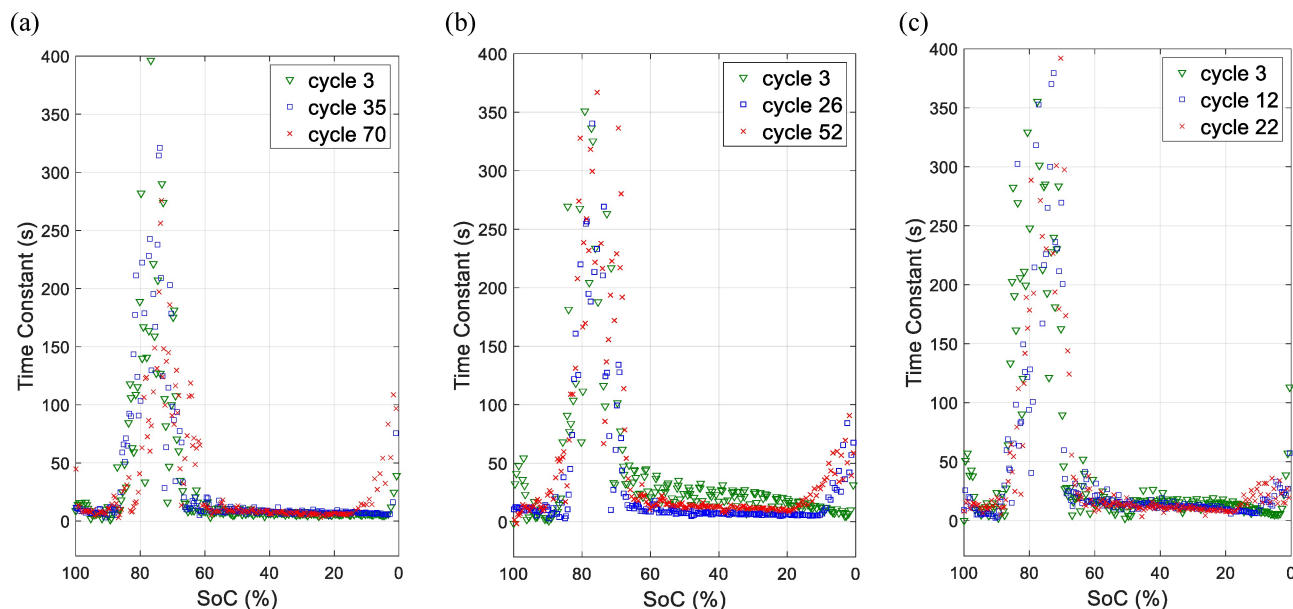 (a)
400
350
300
250
200
150
100
50
0
100 80 60 40 20 0
Time Constant (s)
SoC (%)
cycle 3
cycle 35
cycle 70
(b)
400
350
300
250
200
150
100
50
0
100 80 60 40 20 0
Time Constant (s)
SoC (%)
cycle 3
cycle 26
cycle 52
(c)
400
350
300
250
200
150
100
50
0
100 80 60 40 20 0
Time Constant (s)
SoC (%)
cycle 3
cycle 12
cycle 22